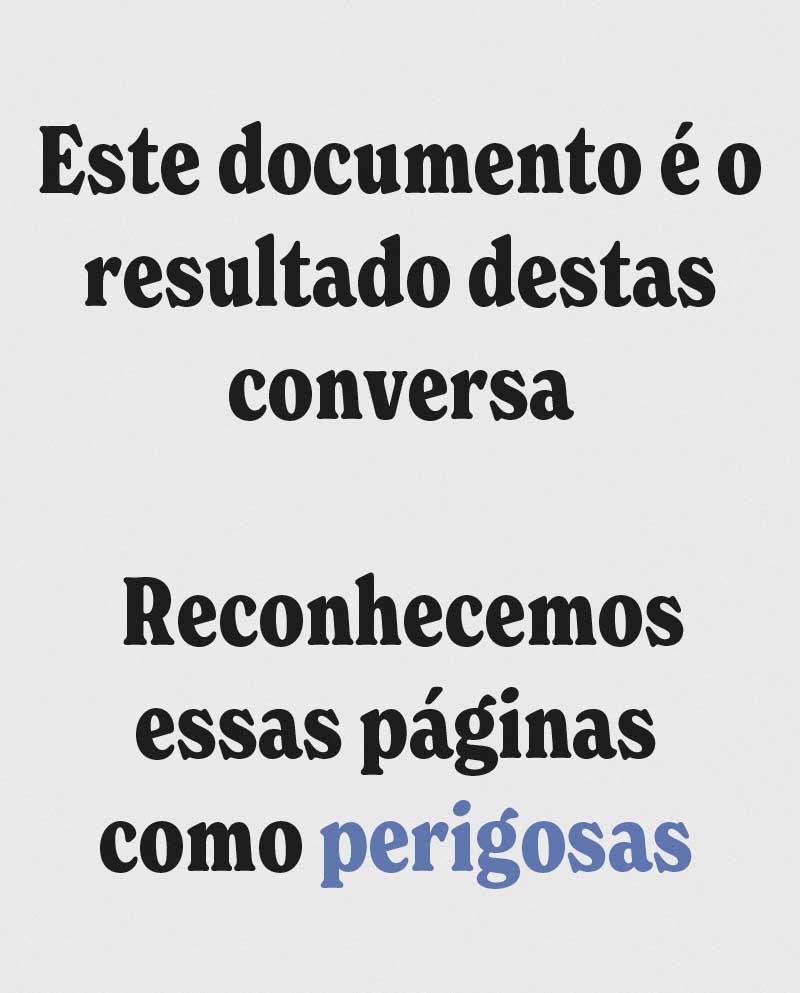 Este documento é o
resultado destas
conversa
Reconhecemos
essas páginas
como perigosas